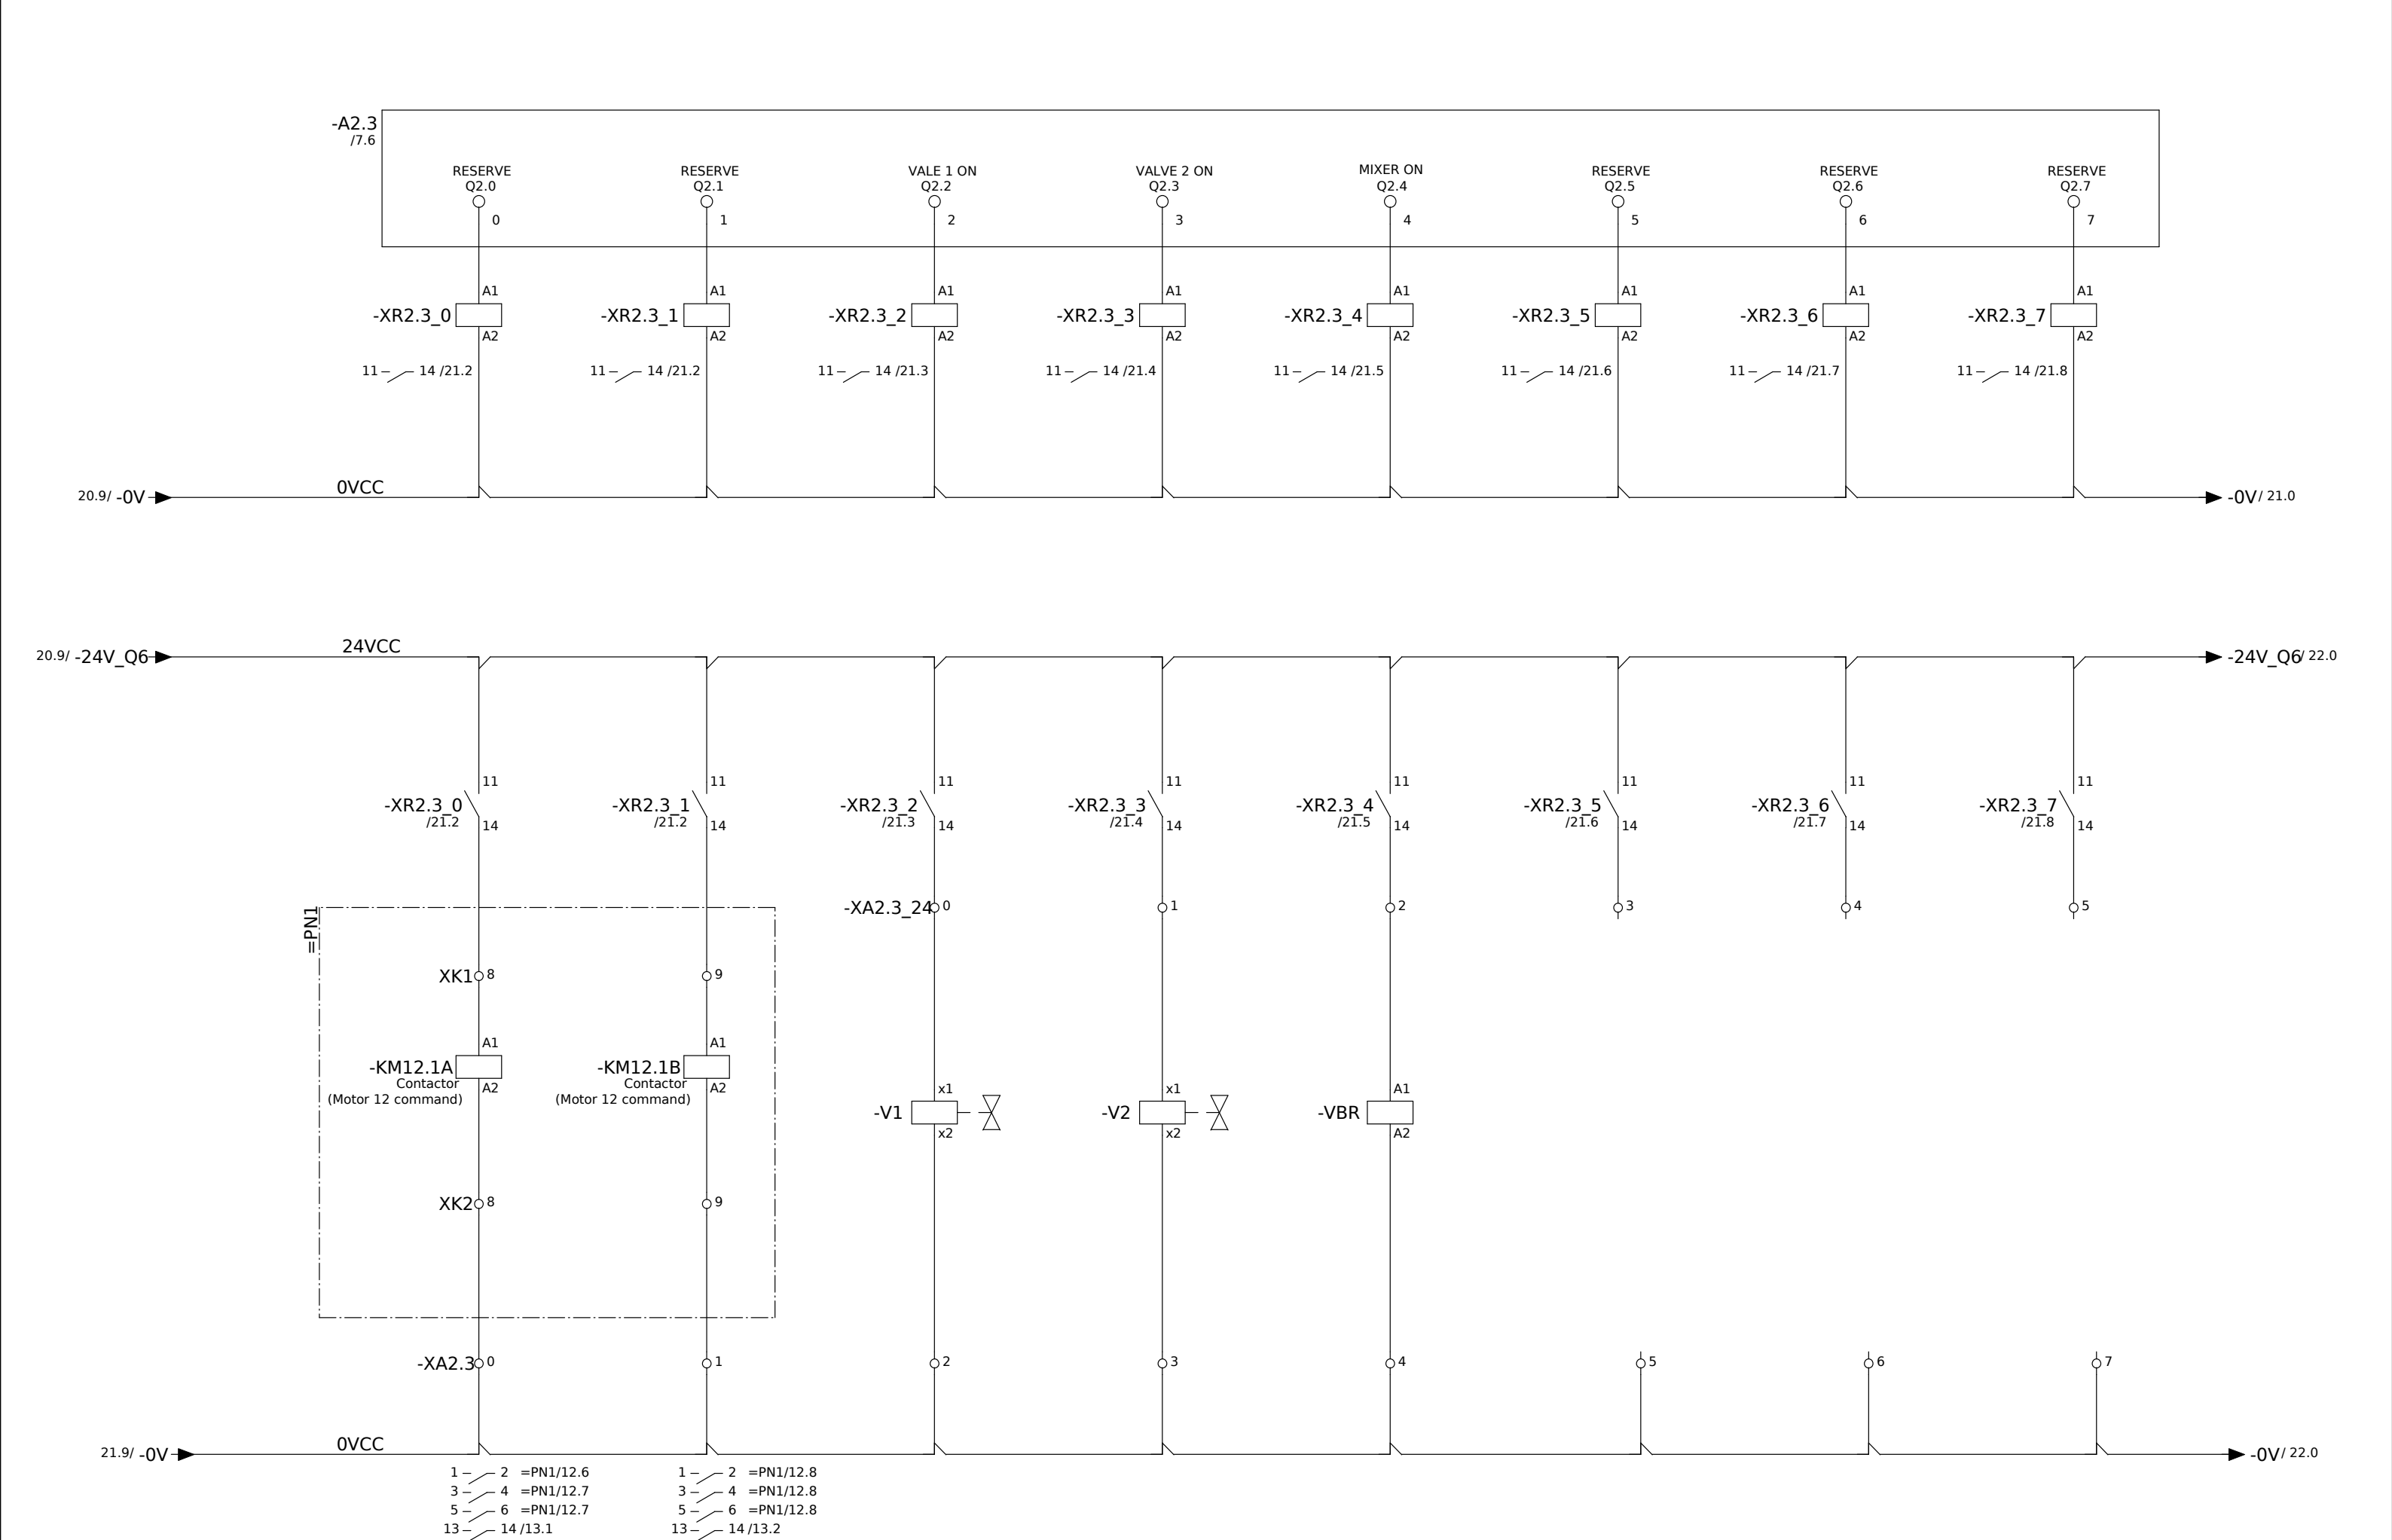 -A2.3
/7.6
RESERVE RESERVE VALE 1 ON VALVE 2 ON MIXER ON RESERVE RESERVE RESERVE
Q2.0 Q2.1 Q2.2 Q2.3 Q2.4 Q2.5 Q2.6 Q2.7
0 1 2 3 4 5 6 7
A1 A1 A1 A1 A1 A1 A1 A1
-XR2.3_0 -XR2.3_1 -XR2.3_2 -XR2.3_3 -XR2.3_4 -XR2.3_5 -XR2.3_6 -XR2.3_7
A2 A2 A2 A2 A2 A2 A2 A2
11 14 /21.2 11 14 /21.2 11 14 /21.3 11 14 /21.4 11 14 /21.5 11 14 /21.6 11 14 /21.7 11 14 /21.8
20.9/ -0V 0VCC -0V / 21.0
20.9/ -24V_Q6 24VCC -24V_Q6 / 22.0
11 11 11 11 11 11 11 11
-XR2.3_0 -XR2.3_1 -XR2.3_2 -XR2.3_3 -XR2.3_4 -XR2.3_5 -XR2.3_6 -XR2.3_7
/21.2 14 /21.2 14 /21.3 14 /21.4 14 /21.5 14 /21.6 14 /21.7 14 /21.8 14
=PN1
-XA2.3_24 0 1 2 3 4 5
XK1 8 9
A1 A1
-KM12.1A -KM12.1B
Contactor A2 Contactor A2
(Motor 12 command) (Motor 12 command)
x1 x1 A1
-V1 -V2 -VBR
x2 x2 A2
XK2 8 9
-XA2.3 0 1 2 3 4 5 6 7
21.9/ -0V 0VCC -0V / 22.0
1 2 =PN1/12.6 1 2 =PN1/12.8
3 4 =PN1/12.7 3 4 =PN1/12.8
5 6 =PN1/12.7 5 6 =PN1/12.8
13 14 /13.1 13 14 /13.2